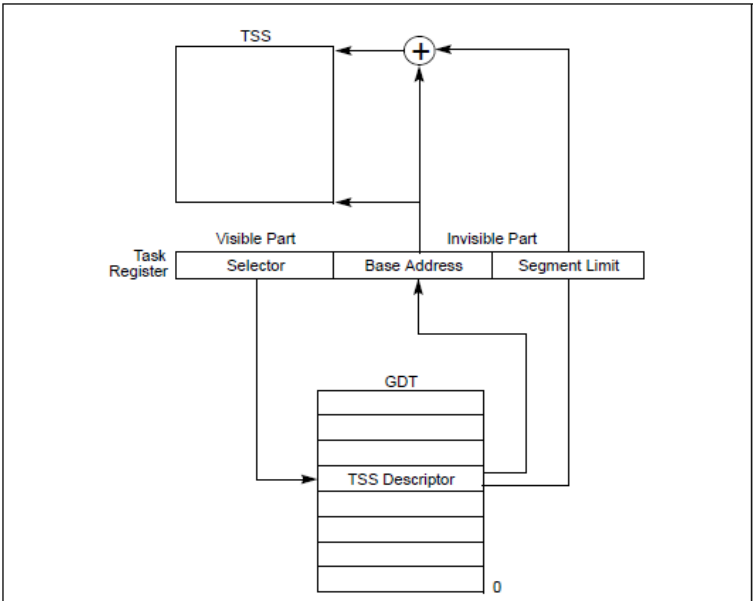 TSS
+
Visible Part
Invisible Part
Task
Register
Selector
Base Address
Segment Limit
GDT
TSS Descriptor
0